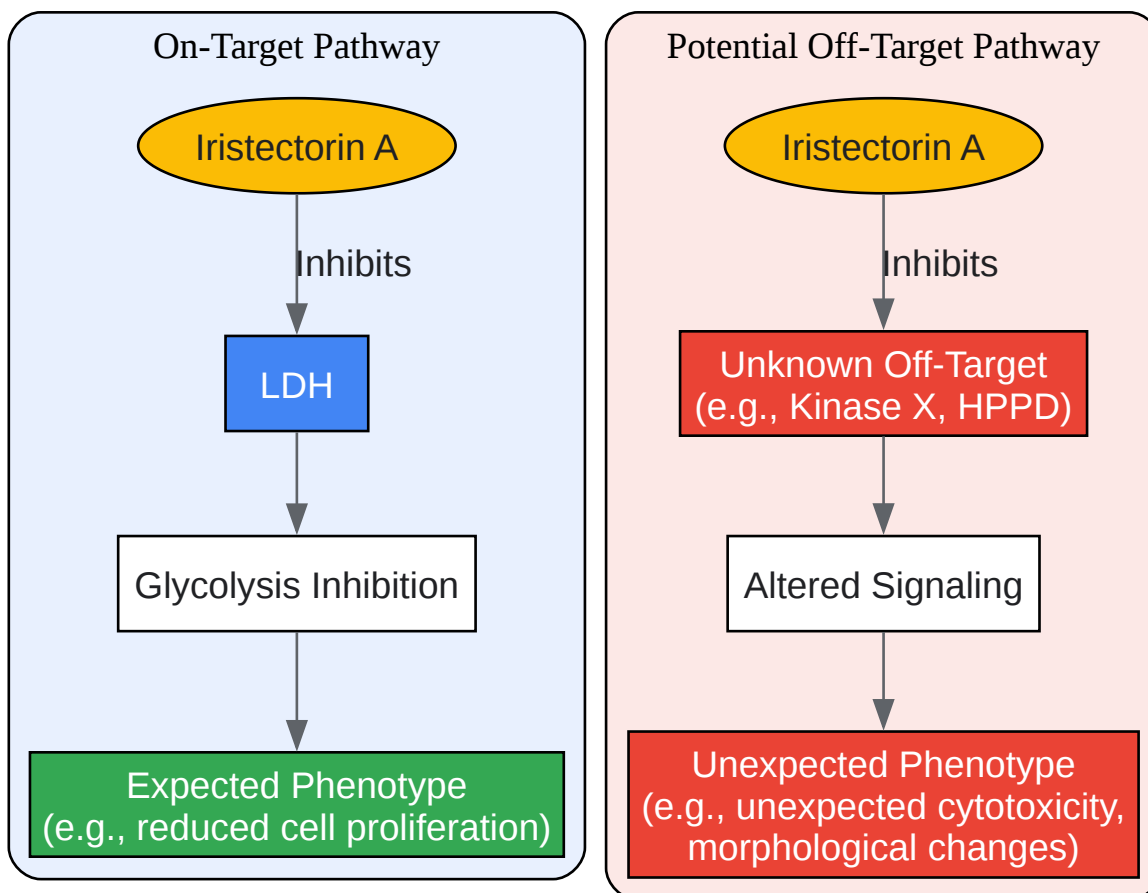 On-Target Pathway
Iristectorin A
Inhibits
LDH
Glycolysis Inhibition
Expected Phenotype
(e.g., reduced cell proliferation)
Potential Off-Target Pathway
Iristectorin A
Inhibits
Unknown Off-Target
(e.g., Kinase X, HPPD)
Altered Signaling
Unexpected Phenotype
(e.g., unexpected cytotoxicity,
morphological changes)